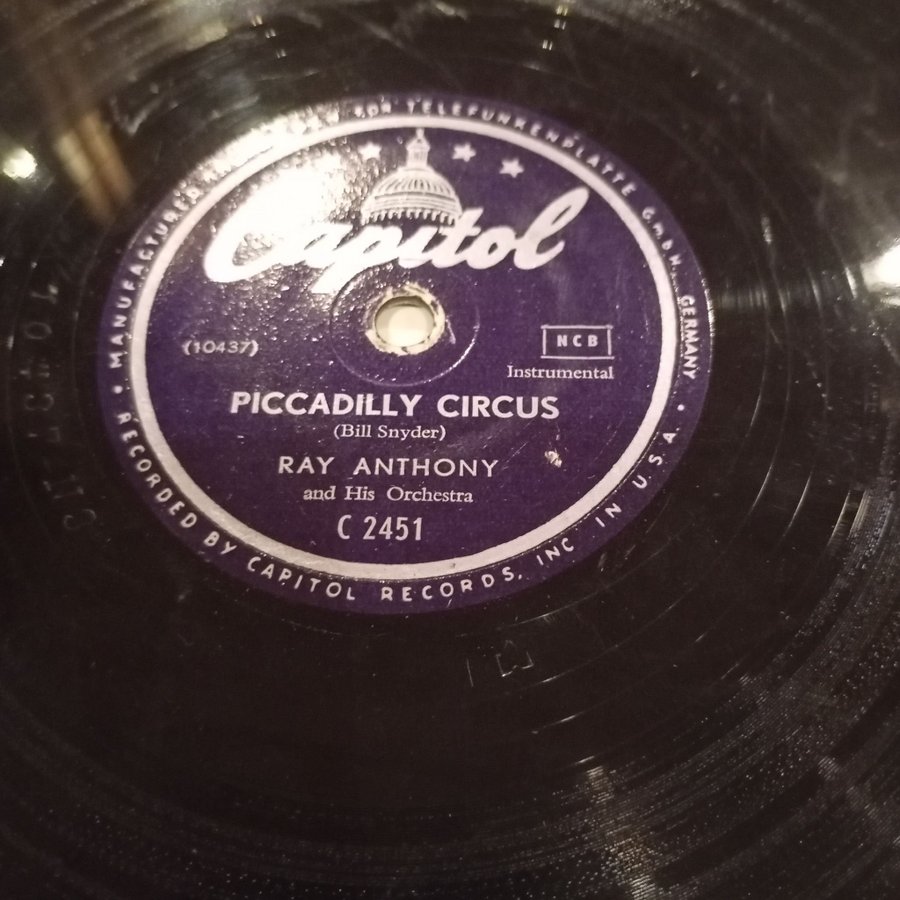 MANUFACTURED FOR TELEFUNKENPLATTE G.m.b.H. GERMANY
Capitol
(10437)
NCB
Instrumental
PICCADILLY CIRCUS
(Bill Snyder)
RAY ANTHONY
and His Orchestra
C 2451
• RECORDED BY CAPITOL RECORDS, INC IN U.S.A. •